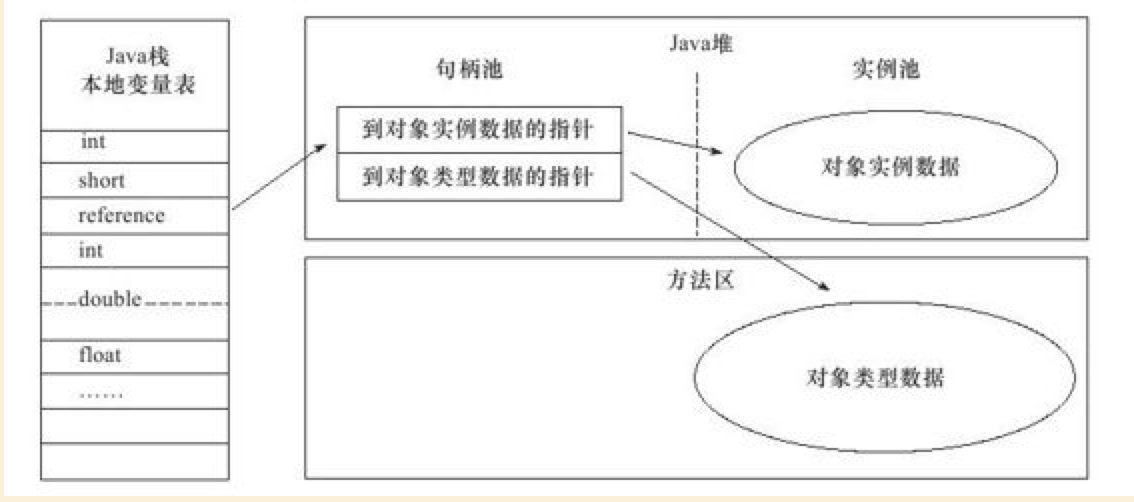 Java栈
本地变量表
int
short
reference
int
double
float
……
Java堆
句柄池
实例池
到对象实例数据的指针
到对象类型数据的指针
对象实例数据
方法区
对象类型数据